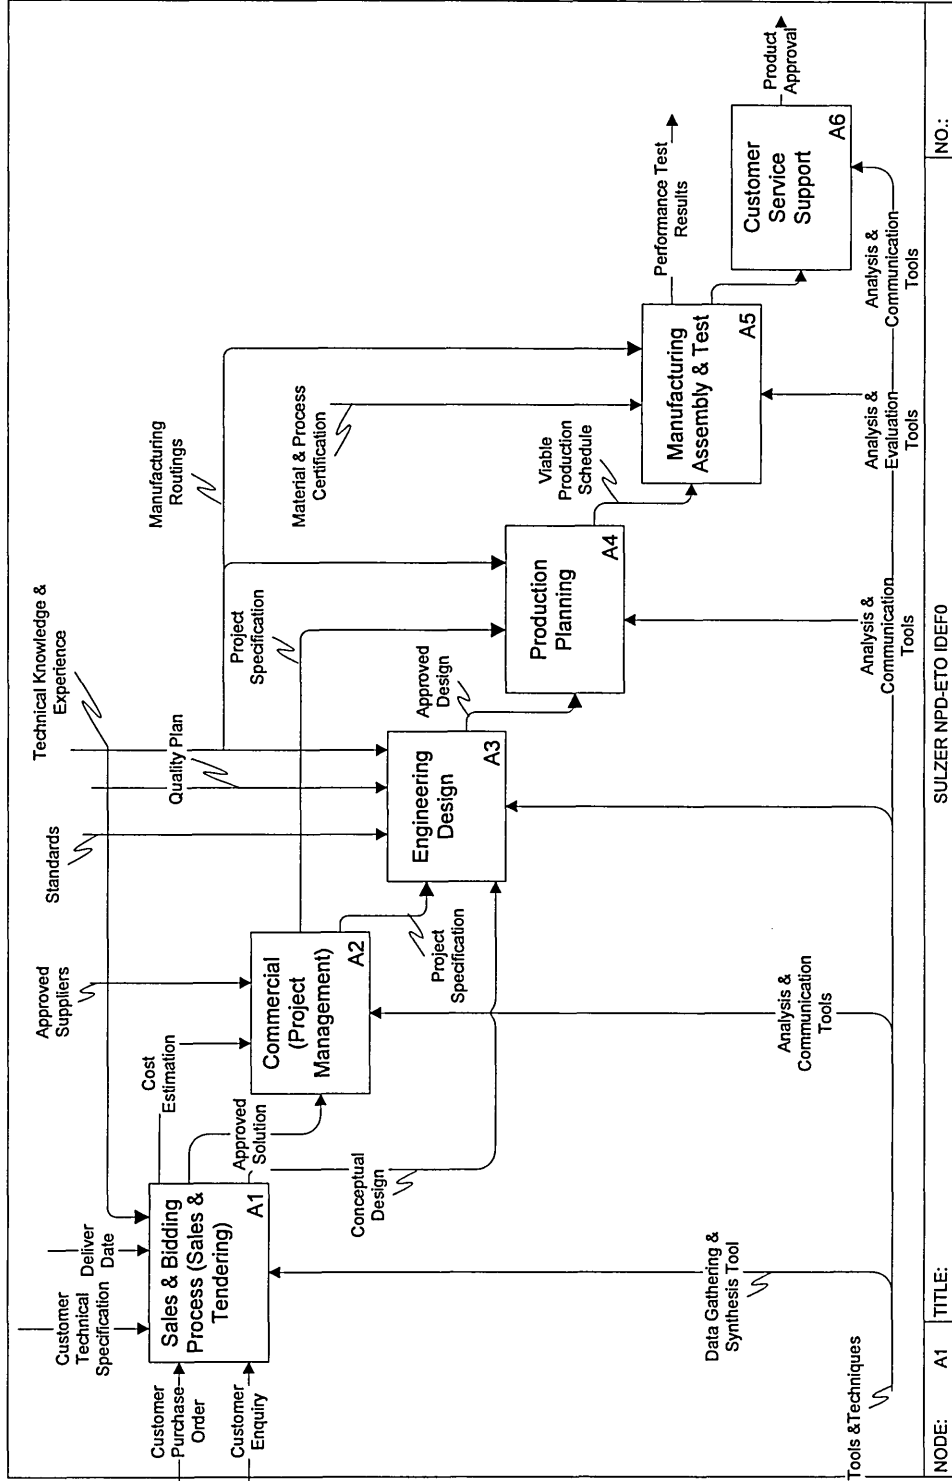 Customer
Technical
Specification
Deliver
Date
Customer
Purchase
Order
Customer
Enquiry
Sales & Bidding
Process (Sales &
Tendering)
A1
Cost
Estimation
Approved
Solution
Conceptual
Design
Approved
Suppliers
Commercial
(Project
Management)
A2
Project
Specification
Standards
Quality Plan
Technical Knowledge &
Experience
Engineering
Design
A3
Approved
Design
Project
Specification
Manufacturing
Routings
Production
Planning
A4
Viable
Production
Schedule
Material & Process
Certification
Manufacturing
Assembly & Test
A5
Performance Test
Results
Customer
Service
Support
A6
Product
Approval
Tools &Techniques
Data Gathering &
Synthesis Tool
Analysis &
Communication
Tools
Analysis &
Communication
Tools
Analysis &
Evaluation
Tools
Analysis &
Communication
Tools
NODE: A1
TITLE:
SULZER NPD-ETO IDEF0
NO.: